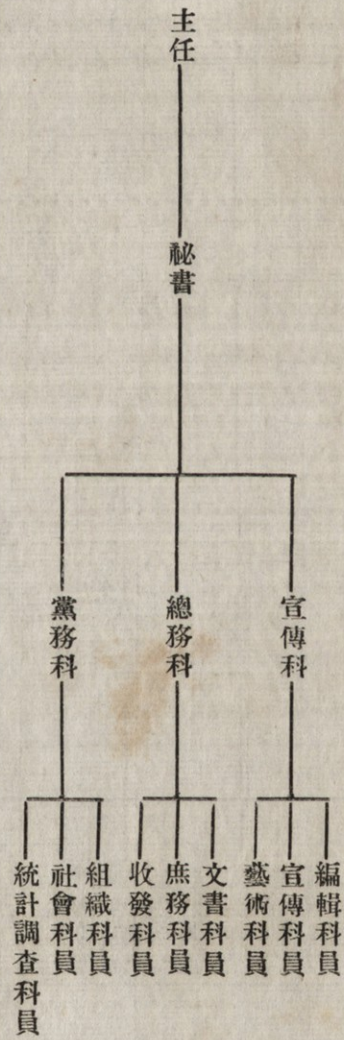 主任
祕書
宣傳科
總務科
黨務科
編輯科員
宣傳科員
藝術科員
文書科員
庶務科員
收發科員
組織科員
社會科員
統計調查科員